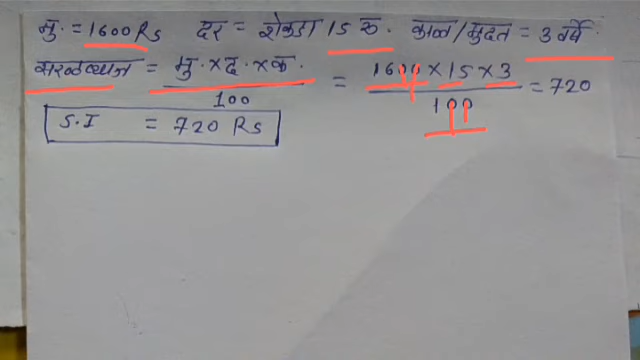 मु. = 1600 Rs दर = शेकडा 15 रु. काळ/मुदत = 3 वर्षे.
सरळव्याज = मु. × द. × क. / 100 = 1600 × 15 × 3 / 100 = 720
S.I = 720 Rs